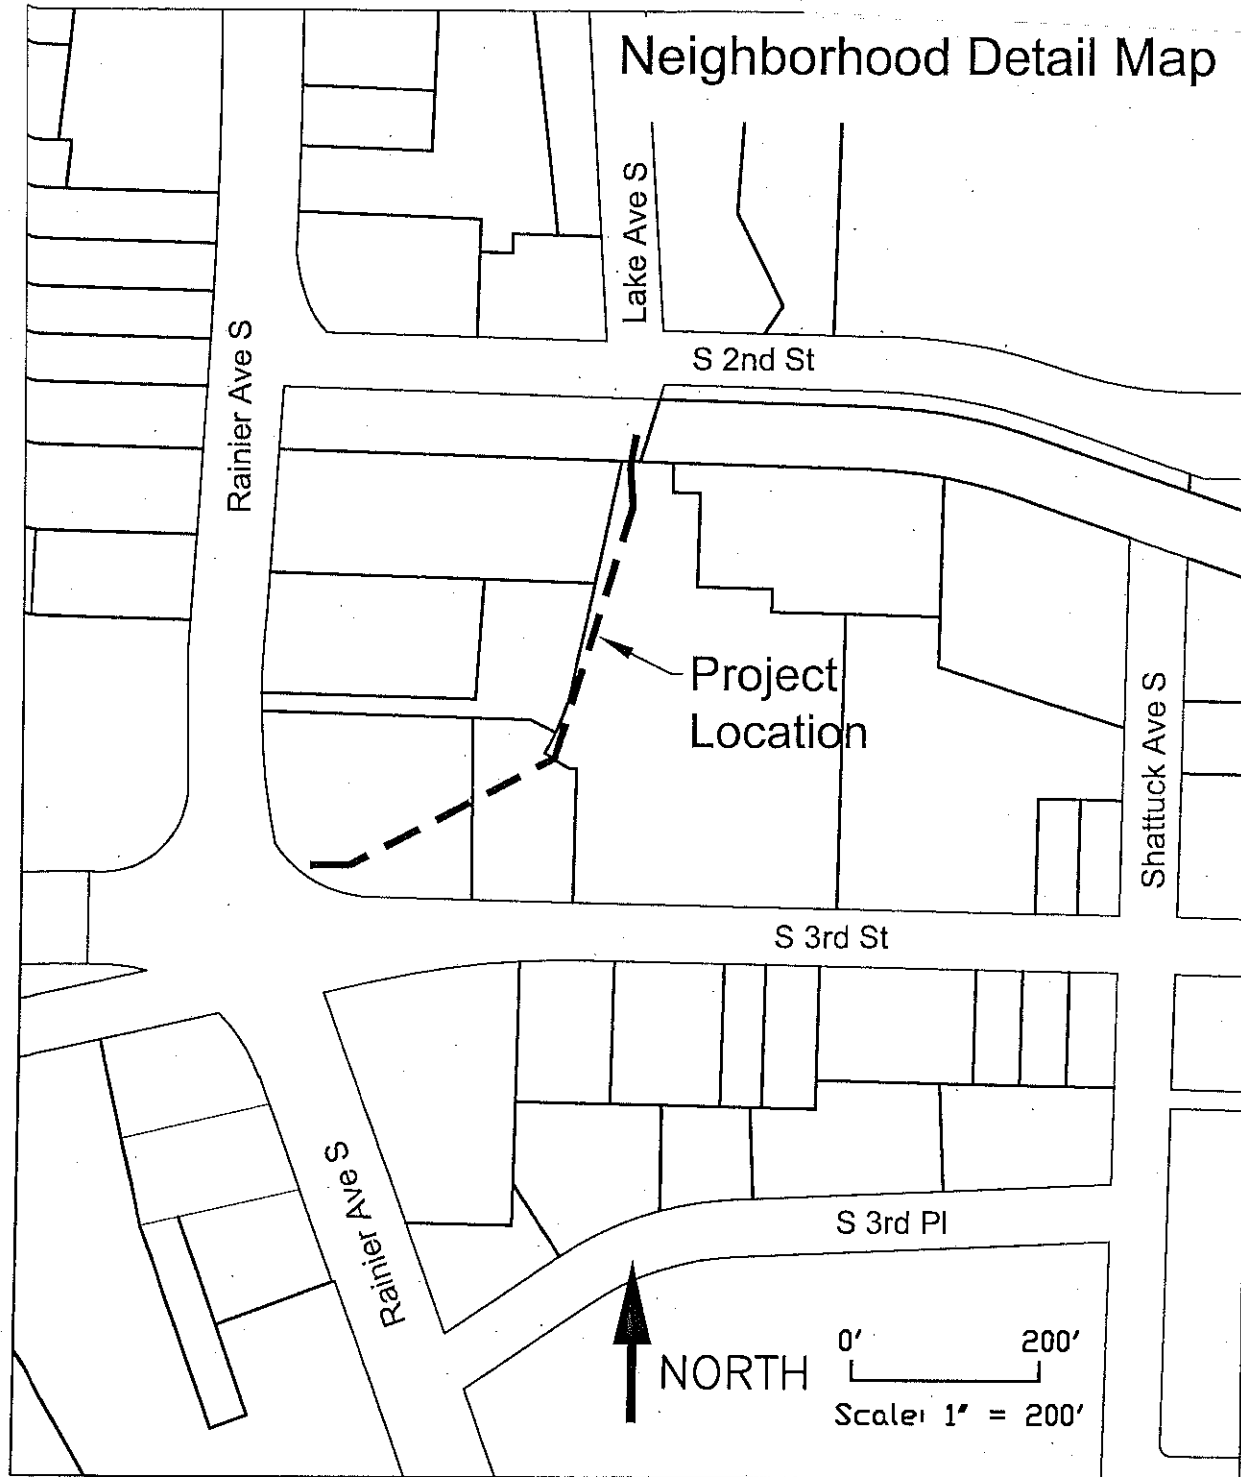 Neighborhood Detail Map
Lake Ave S
S 2nd St
Rainier Ave S
Project
Location
Shattuck Ave S
S 3rd St
Rainier Ave S
S 3rd Pl
NORTH
0' 200'
Scale: 1" = 200'